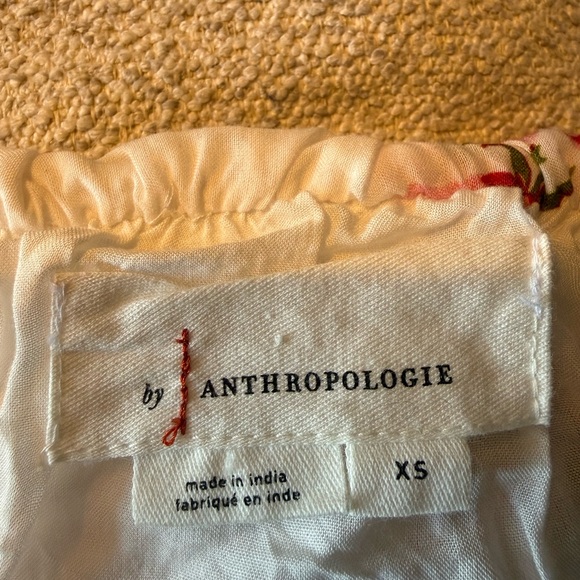 by ANTHROPOLOGIE
made in india
fabriqué en inde
XS